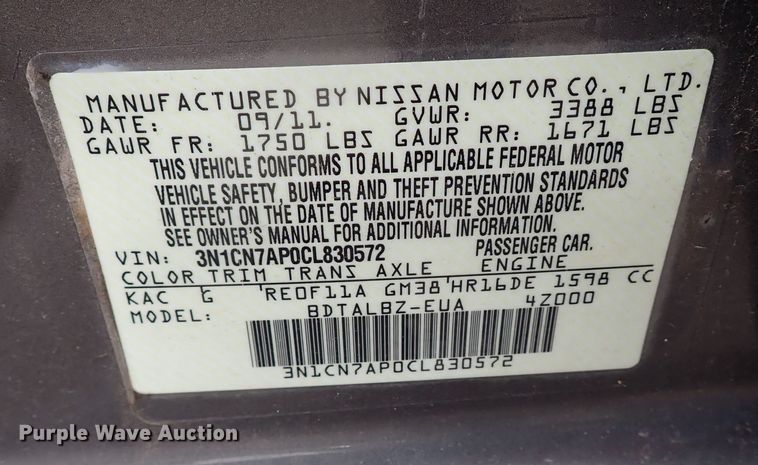 MANUFACTURED BY NISSAN MOTOR CO., LTD.
DATE: 09/11. GVWR: 3388 LBS
GAWR FR: 1750 LBS GAWR RR: 1671 LBS
THIS VEHICLE CONFORMS TO ALL APPLICABLE FEDERAL MOTOR
VEHICLE SAFETY, BUMPER AND THEFT PREVENTION STANDARDS
IN EFFECT ON THE DATE OF MANUFACTURE SHOWN ABOVE.
SEE OWNER'S MANUAL FOR ADDITIONAL INFORMATION.
VIN: 3N1CN7AP0CL830572 PASSENGER CAR.
COLOR TRIM TRANS AXLE ENGINE
KAC G 'RE0F11A GM38'HR16DE 1598 CC
MODEL: BDTALBZ-EUA 4Z000
3N1CN7AP0CL830572
Purple Wave Auction